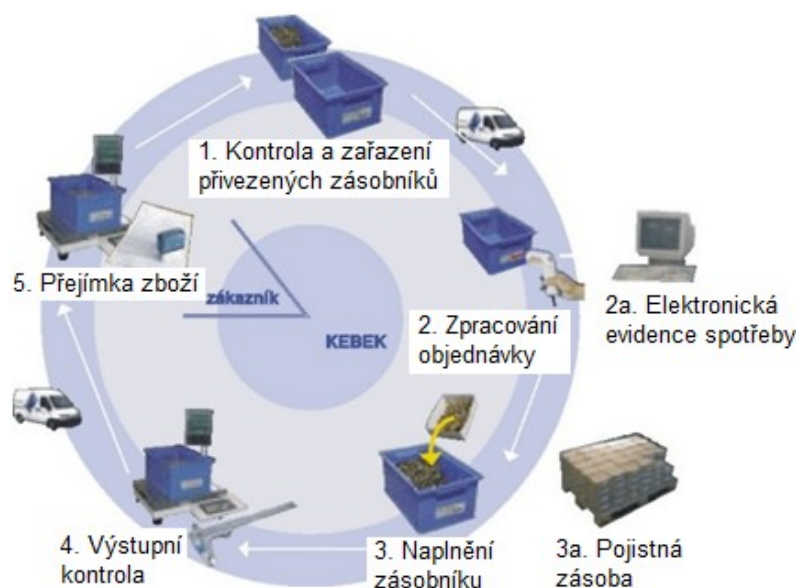 1. Kontrola a zařazení
přivezených zásobníků
5. Přejímka zboží
zákazník
KEBEK
2. Zpracování
objednávky
2a. Elektronická
evidence spotřeby
4. Výstupní
kontrola
3. Naplnění
zásobníku
3a. Pojistná
zásoba